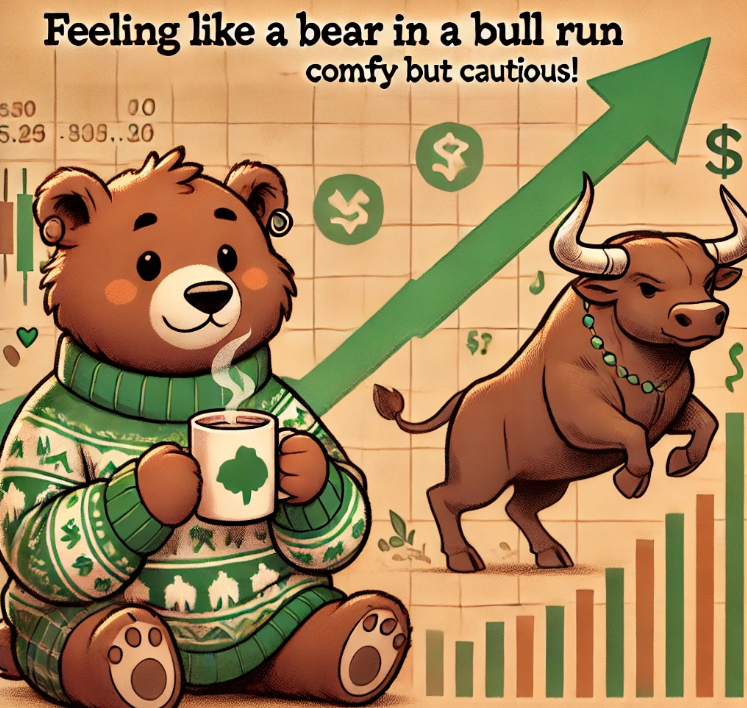 Feeling like a bear in a bull run
comfy but cautious!
$
$